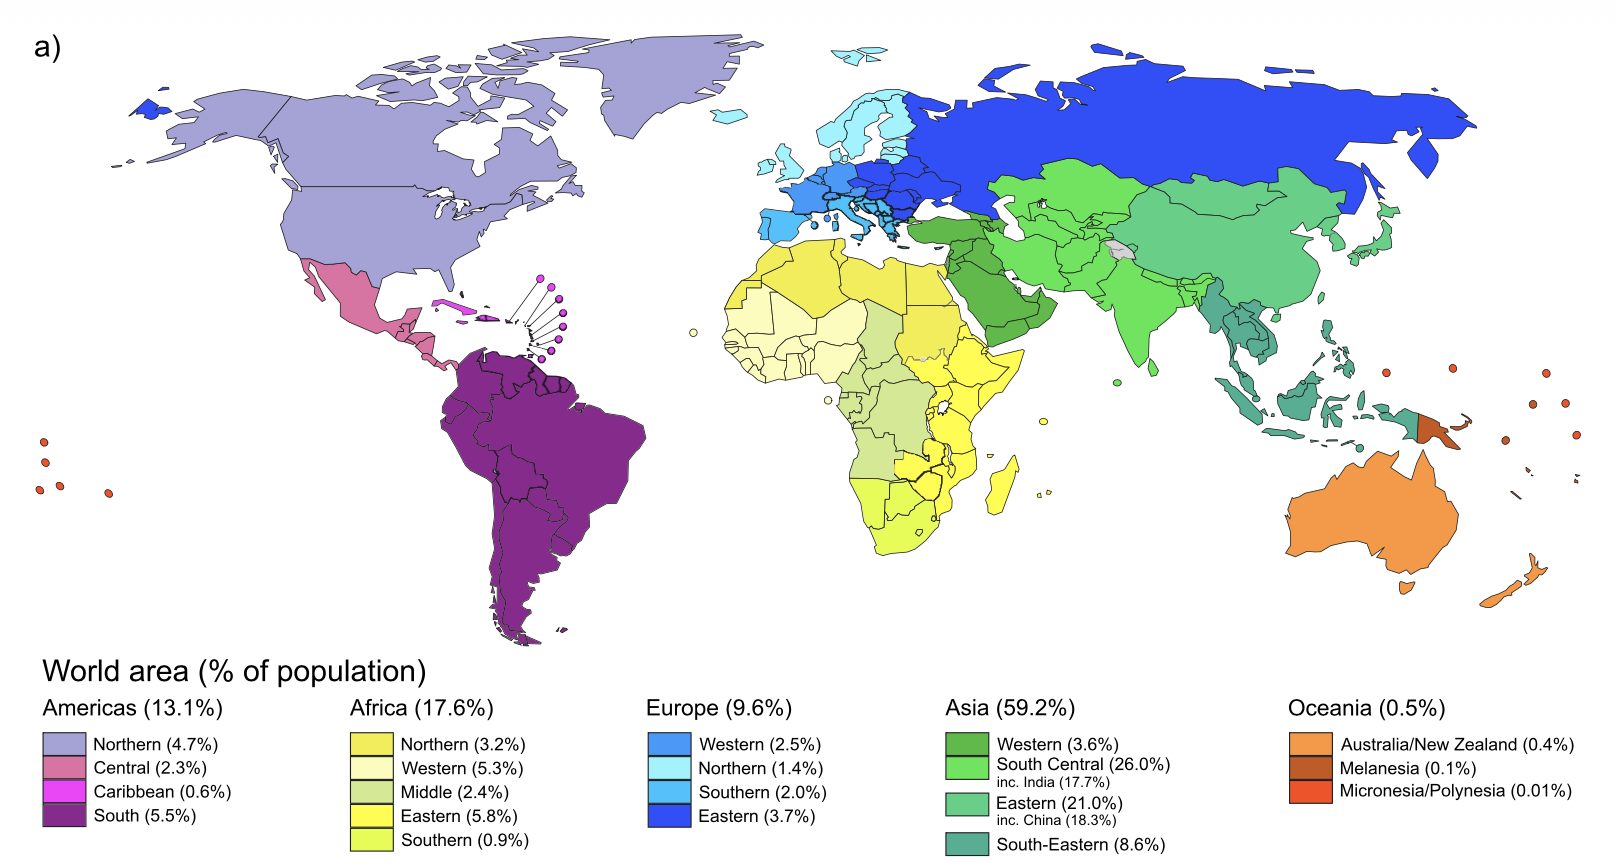 a)
World area (% of population)
Americas (13.1%)
Northern (4.7%)
Central (2.3%)
Caribbean (0.6%)
South (5.5%)
Africa (17.6%)
Northern (3.2%)
Western (5.3%)
Middle (2.4%)
Eastern (5.8%)
Southern (0.9%)
Europe (9.6%)
Western (2.5%)
Northern (1.4%)
Southern (2.0%)
Eastern (3.7%)
Asia (59.2%)
Western (3.6%)
South Central (26.0%)
inc. India (17.7%)
Eastern (21.0%)
inc. China (18.3%)
South-Eastern (8.6%)
Oceania (0.5%)
Australia/New Zealand (0.4%)
Melanesia (0.1%)
Micronesia/Polynesia (0.01%)